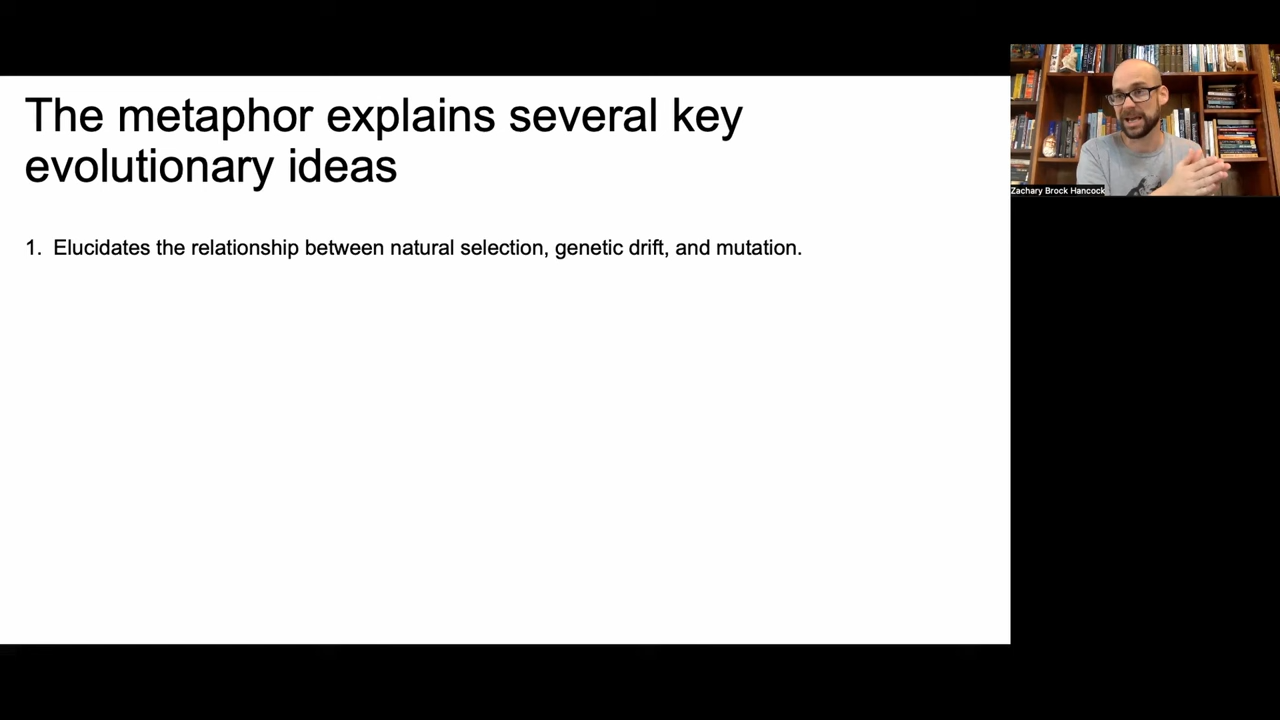 The metaphor explains several key
evolutionary ideas
1. Elucidates the relationship between natural selection, genetic drift, and mutation.
Zachary Brock Hancock